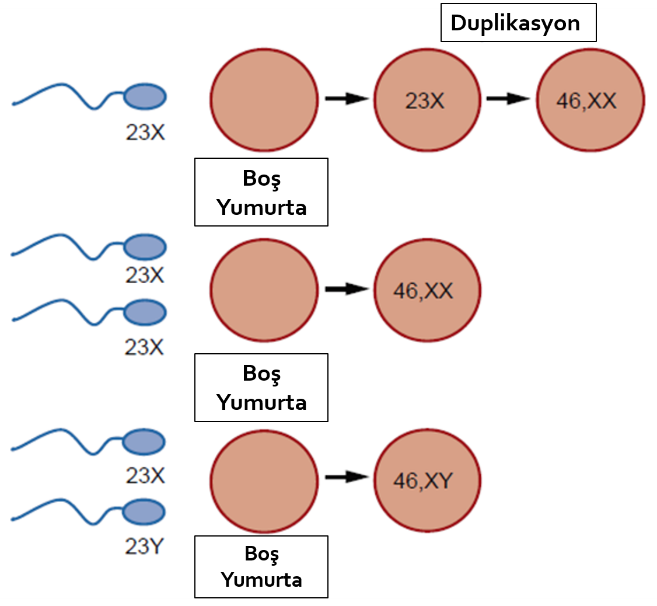 Duplikasyon
23X
23X
46,XX
Boş
Yumurta
23X
23X
46,XX
Boş
Yumurta
23X
23Y
46,XY
Boş
Yumurta